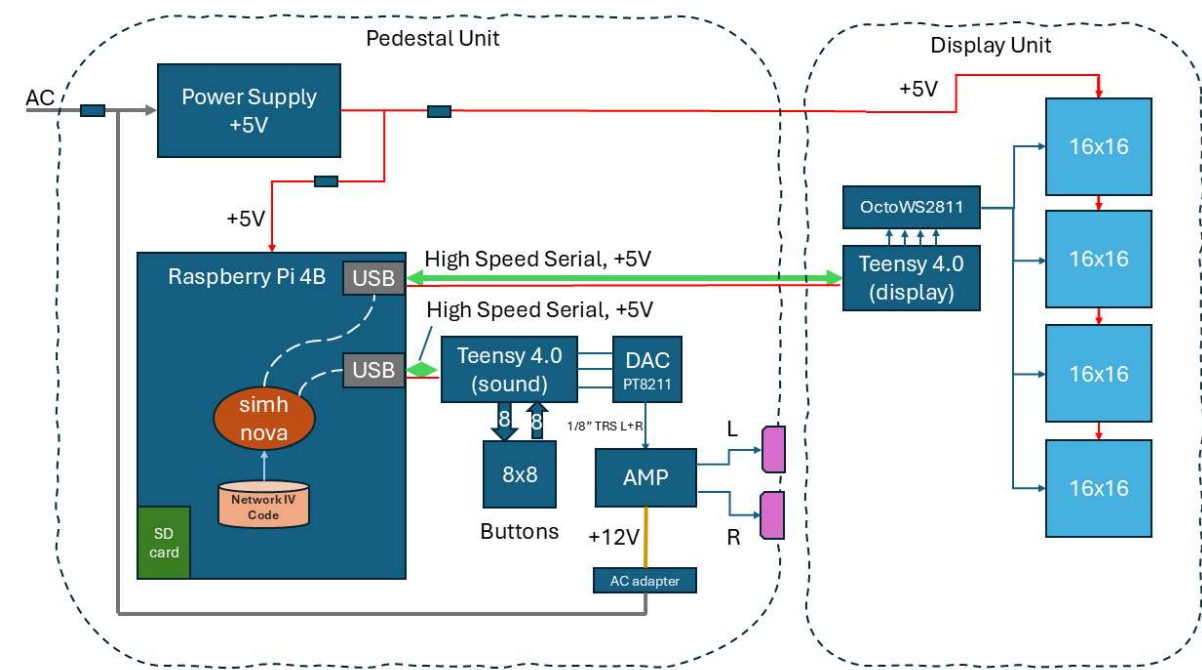 Pedestal Unit
Display Unit
AC
Power Supply
+5V
+5V
16x16
16x16
16x16
16x16
OctoWS2811
Teensy 4.0
(display)
+5V
Raspberry Pi 4B
USB
High Speed Serial, +5V
High Speed Serial, +5V
USB
Teensy 4.0
(sound)
DAC
PT8211
simh
nova
8
8
1/8" TRS L+R
L
8x8
AMP
Network IV
Code
Buttons
+12V
R
SD
card
AC adapter